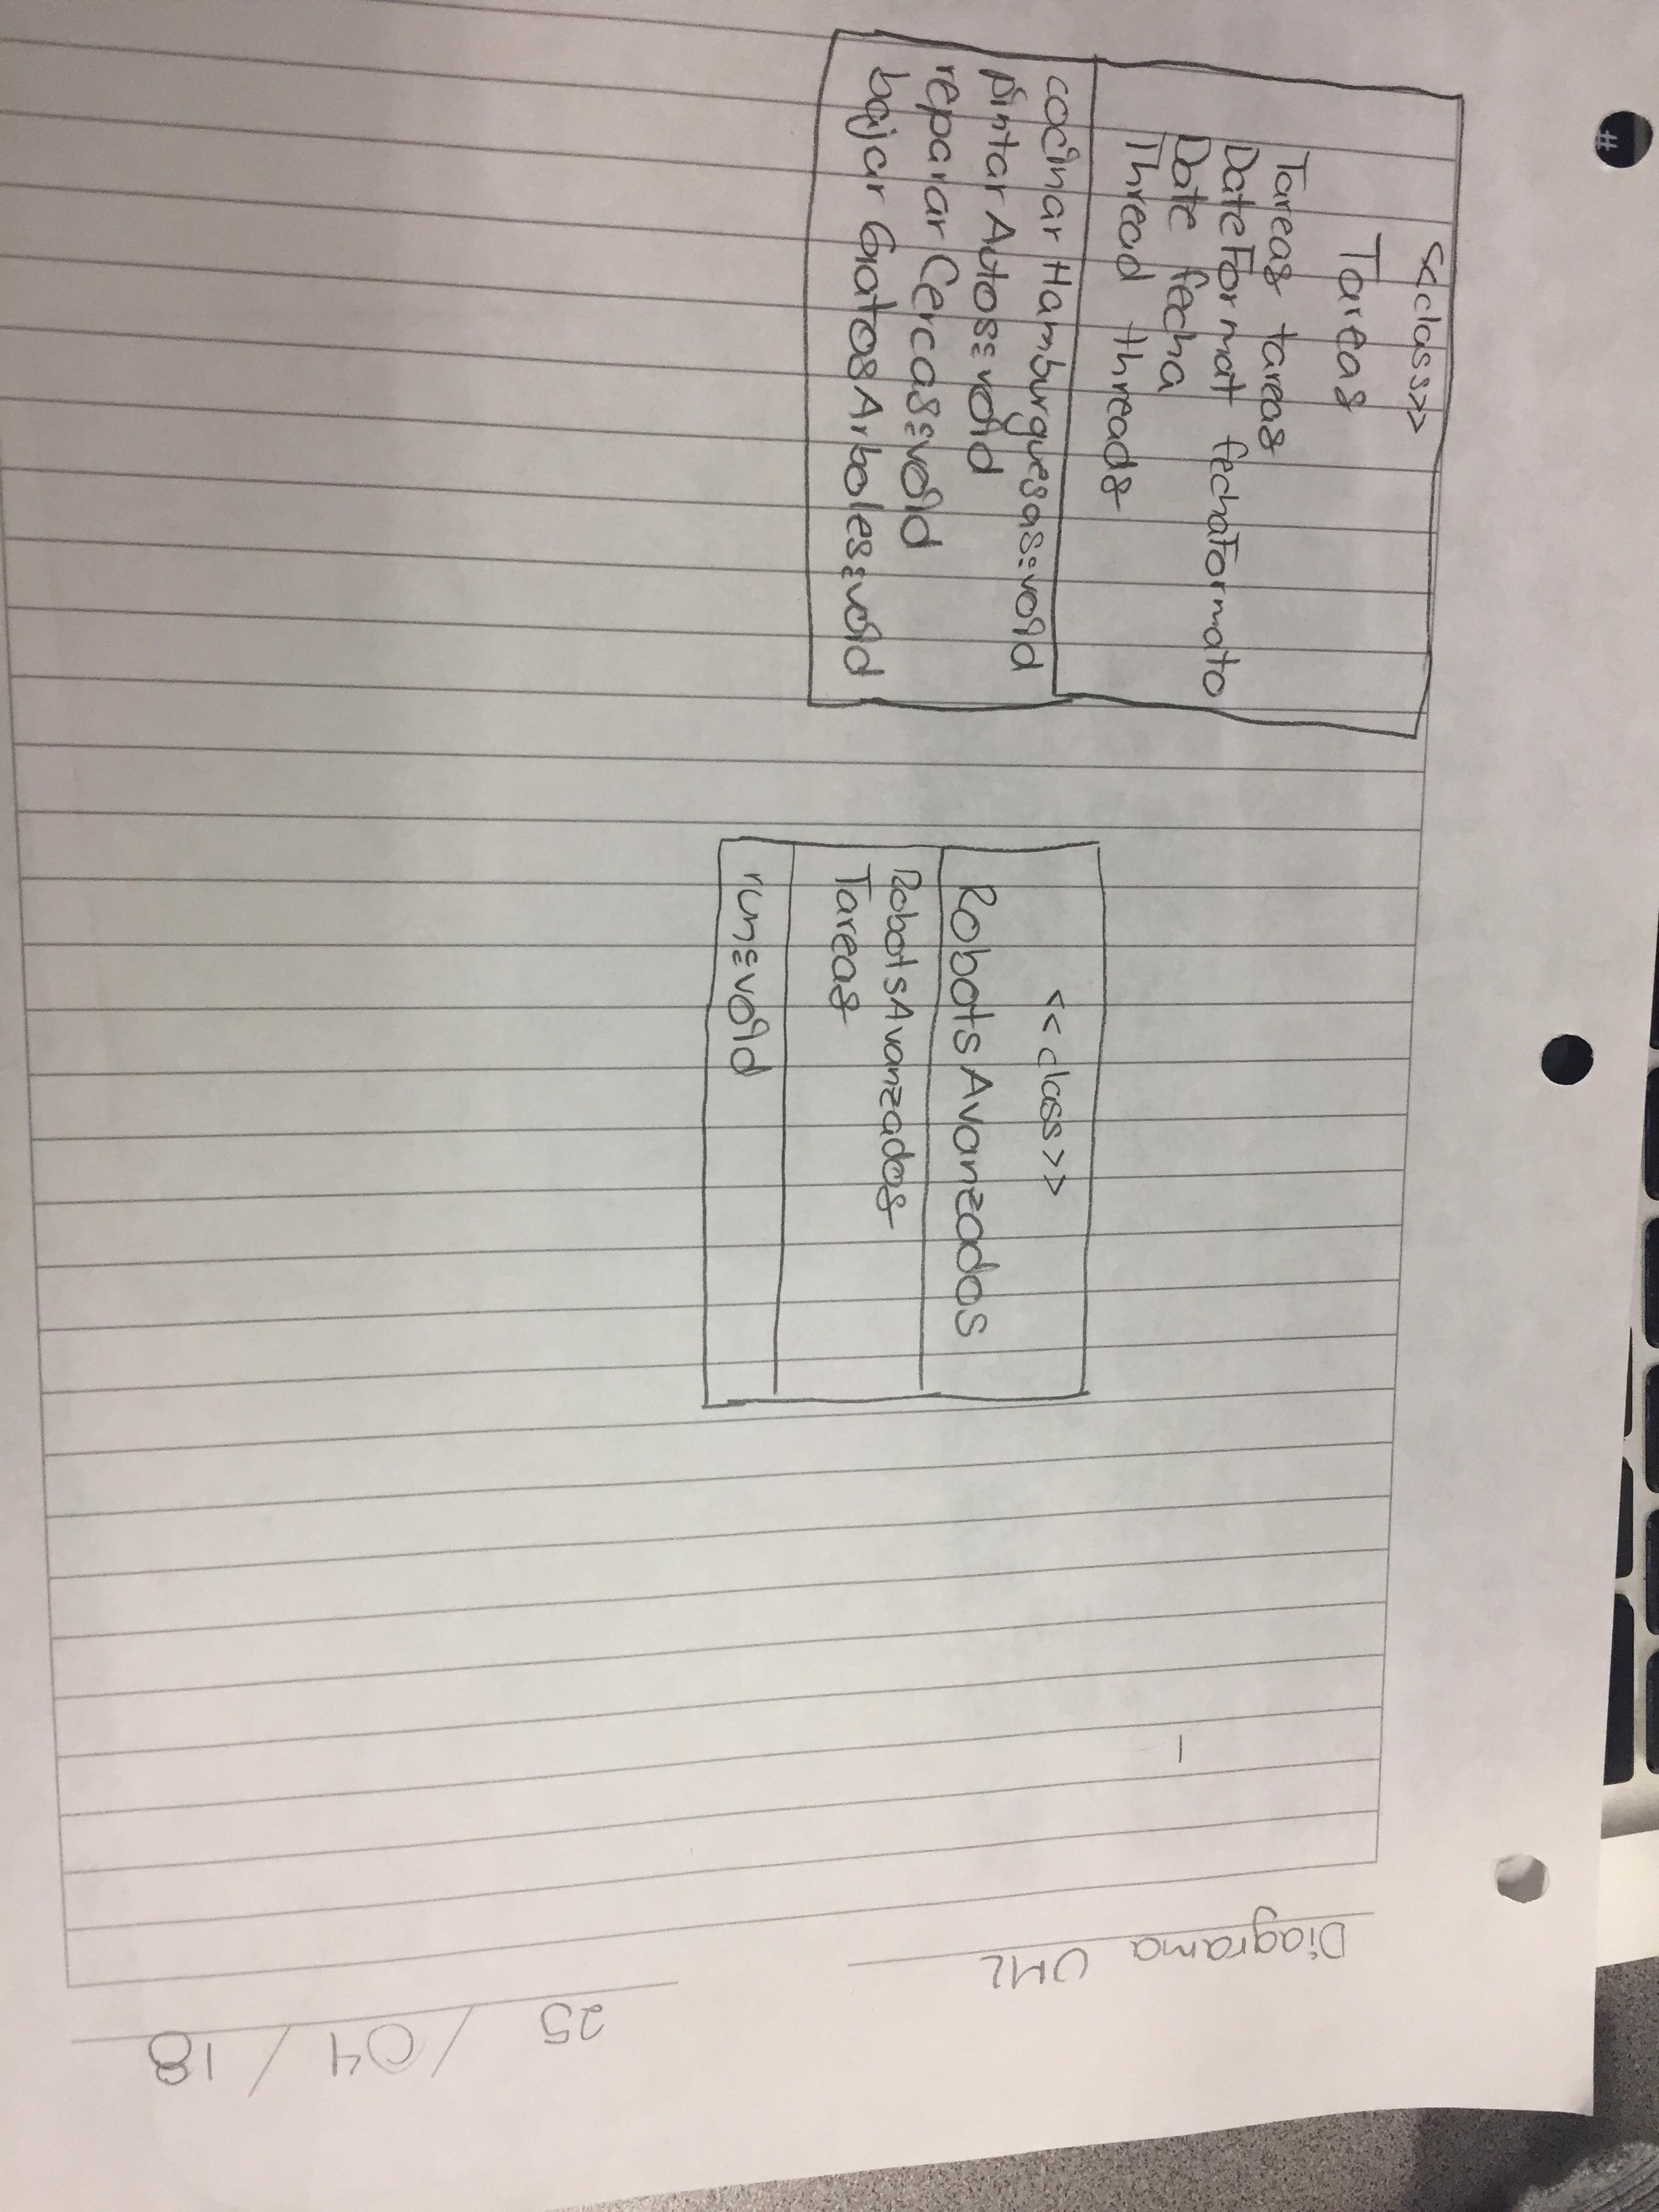 <<class>>
Tareas
Tareas tareas
DateFormat fechaFormato
Date fecha
Thread threads
cocinarHamburguesas:void
pintarAutos:void
repararCercas:void
bajarGatosArboles:void
<<class>>
RobotsAvanzados
RobotsAvanzados
Tareas
run:void
Diagrama UML
25/04/18
#